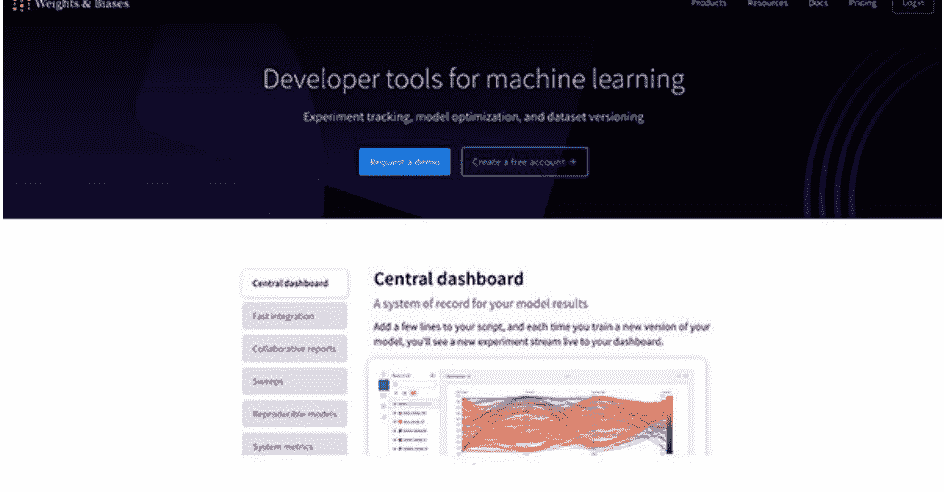 Weights & Biases
Products Resources Docs Pricing Login
Developer tools for machine learning
Experiment tracking, model optimization, and dataset versioning
Request a demo
Create a free account →
Central dashboard
Fast integration
Collaborative reports
Sweeps
Reproducible models
System metrics
Central dashboard
A system of record for your model results
Add a few lines to your script, and each time you train a new version of your
model, you'll see a new experiment stream live to your dashboard.